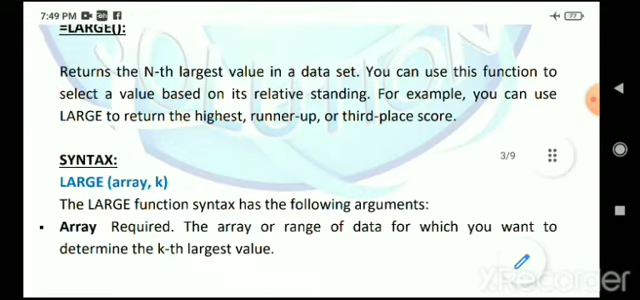 7:49 PM
77
=LARGE():
Returns the N-th largest value in a data set. You can use this function to
select a value based on its relative standing. For example, you can use
LARGE to return the highest, runner-up, or third-place score.
SYNTAX:
3/9
LARGE (array, k)
The LARGE function syntax has the following arguments:
▪ Array Required. The array or range of data for which you want to
determine the k-th largest value.
XRecorder